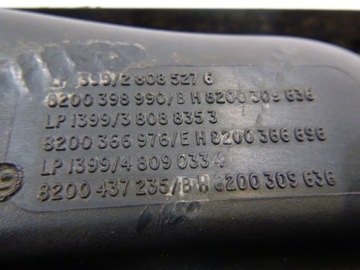 LP 1399/2 808 527 6
8200 398 990/B H 8200 309 636
LP 1399/3 808 835 3
8200 366 976/E H 8200 366 696
LP 1399/4 809 033 4
8200 437 235/B H 8200 309 636